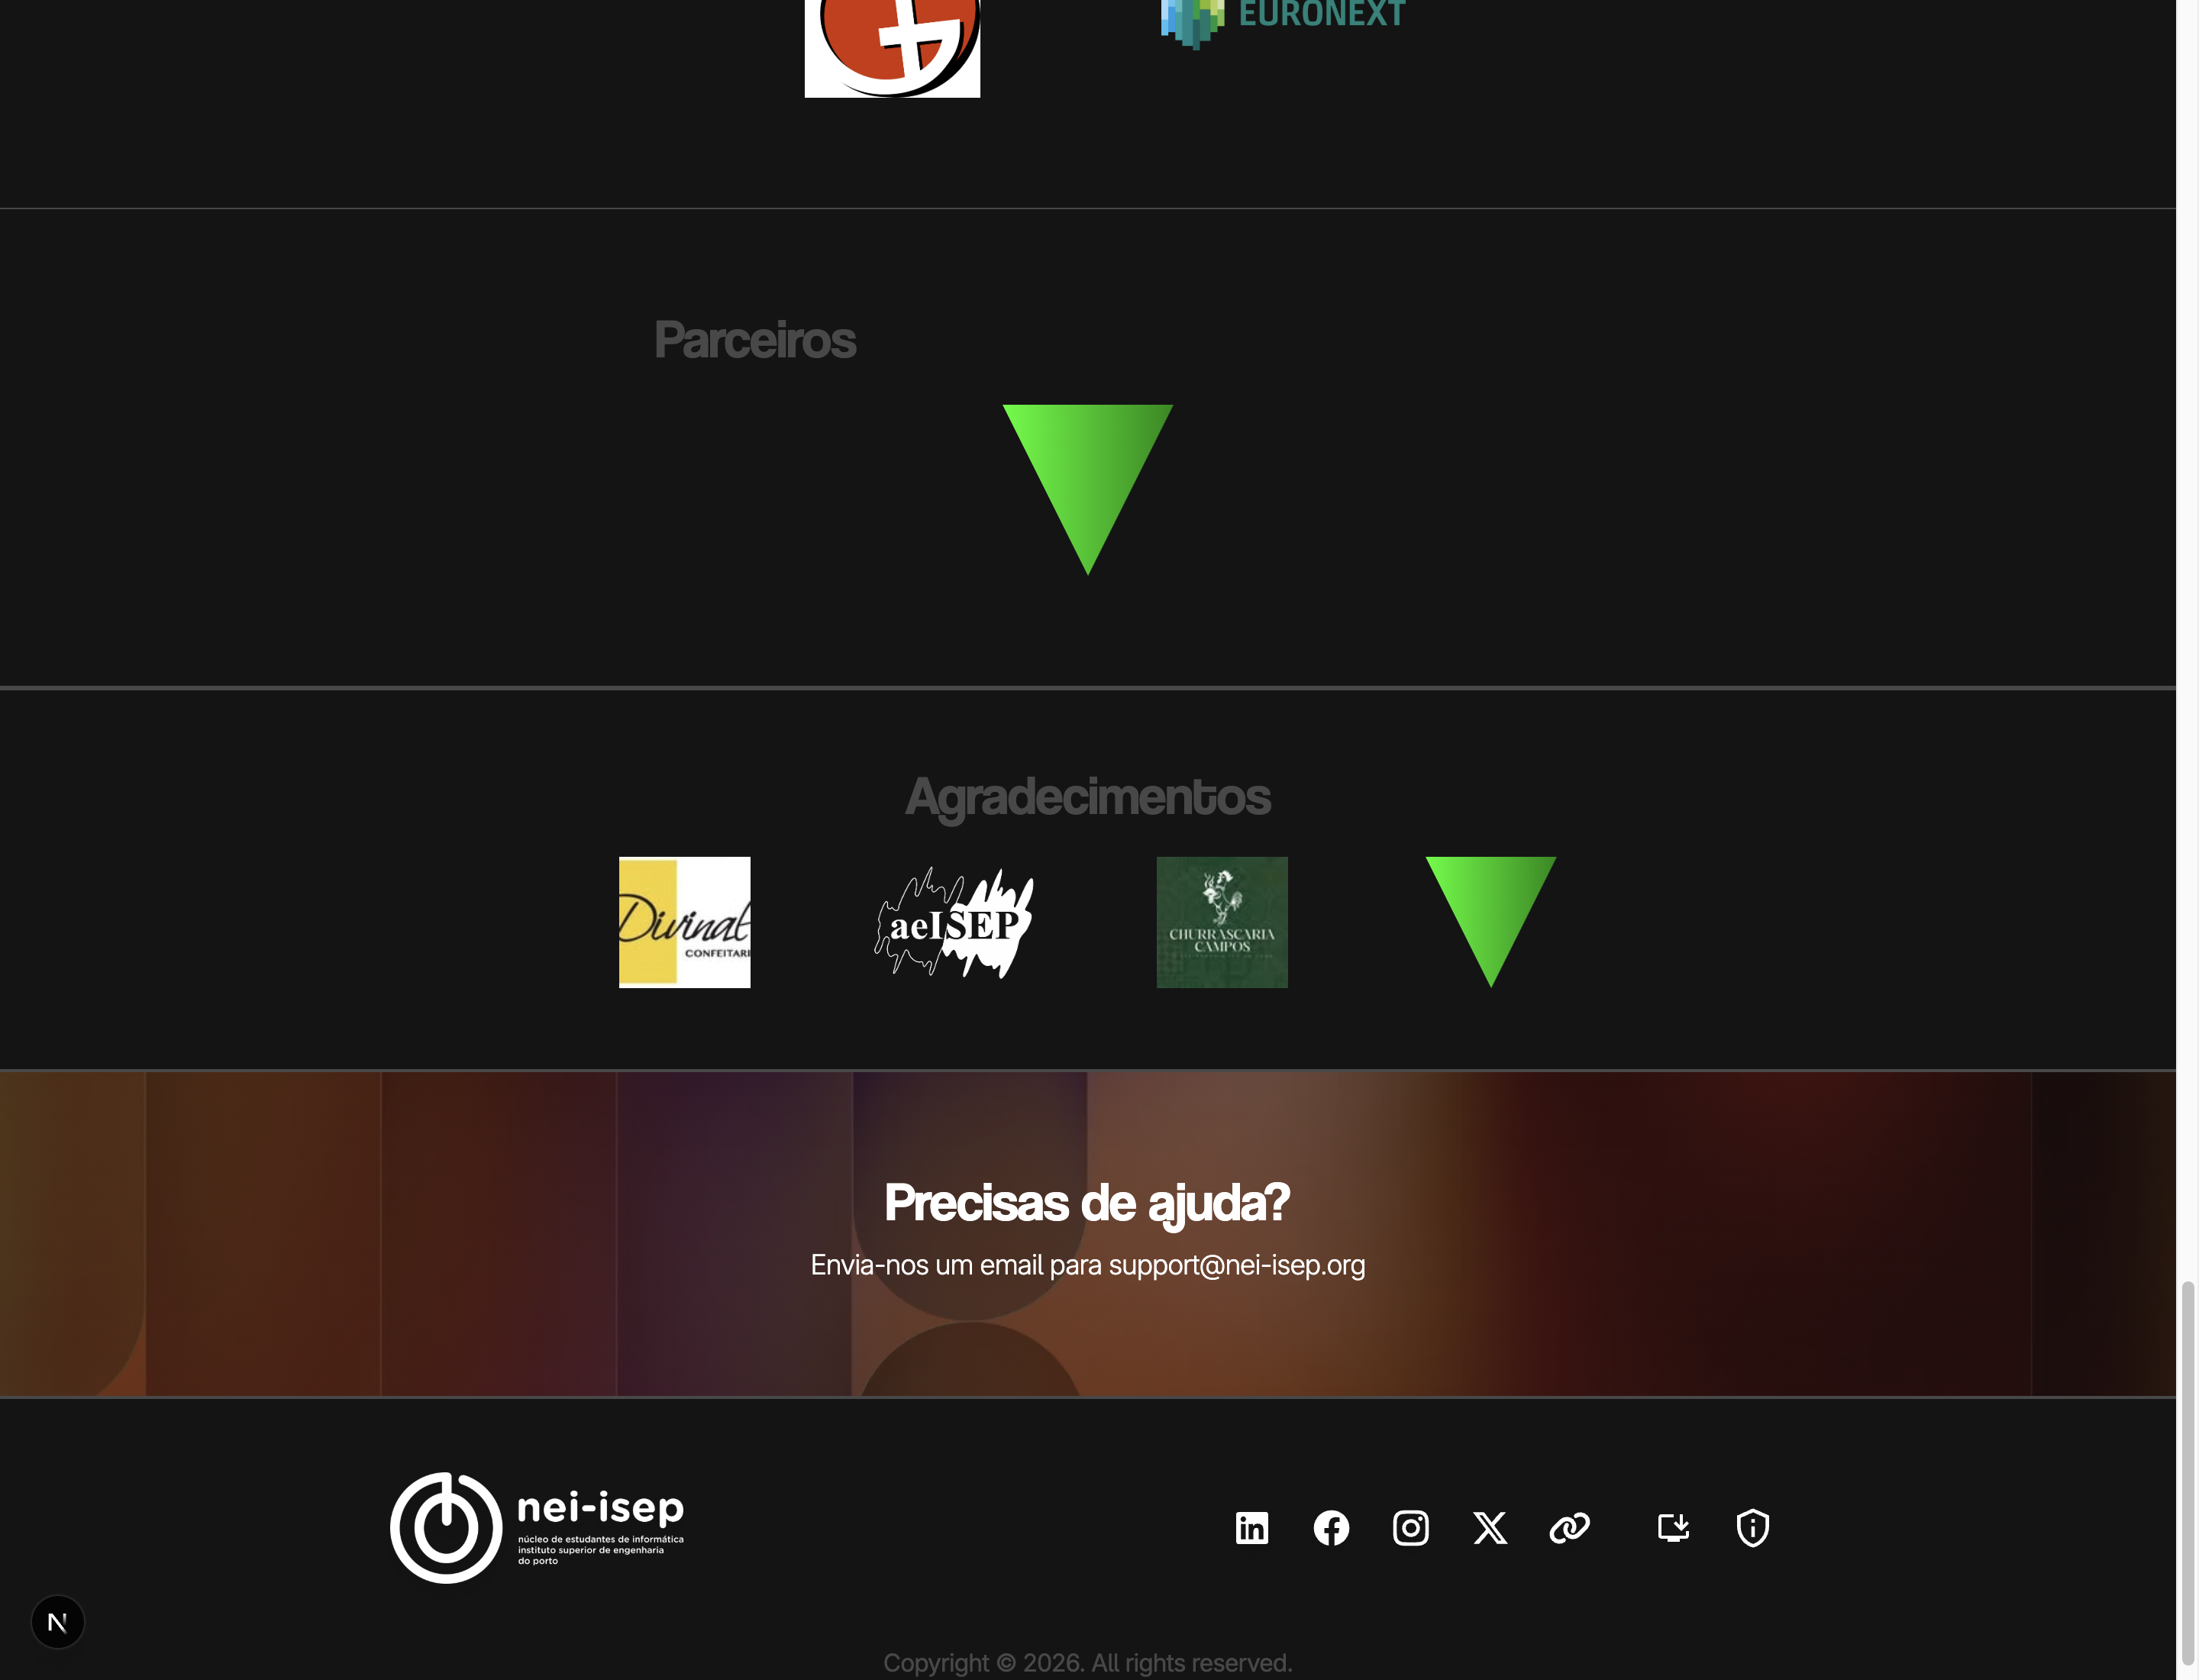 EURONEXT
Parceiros
Agradecimentos
Divinal
CONFEITARI
aeISEP
CHURRASCARIA
CAMPOS
Precisas de ajuda?
Envia-nos um email para support@nei-isep.org
nei-isep
núcleo de estudantes de informática
instituto superior de engenharia
do porto
in
N
Copyright © 2026. All rights reserved.